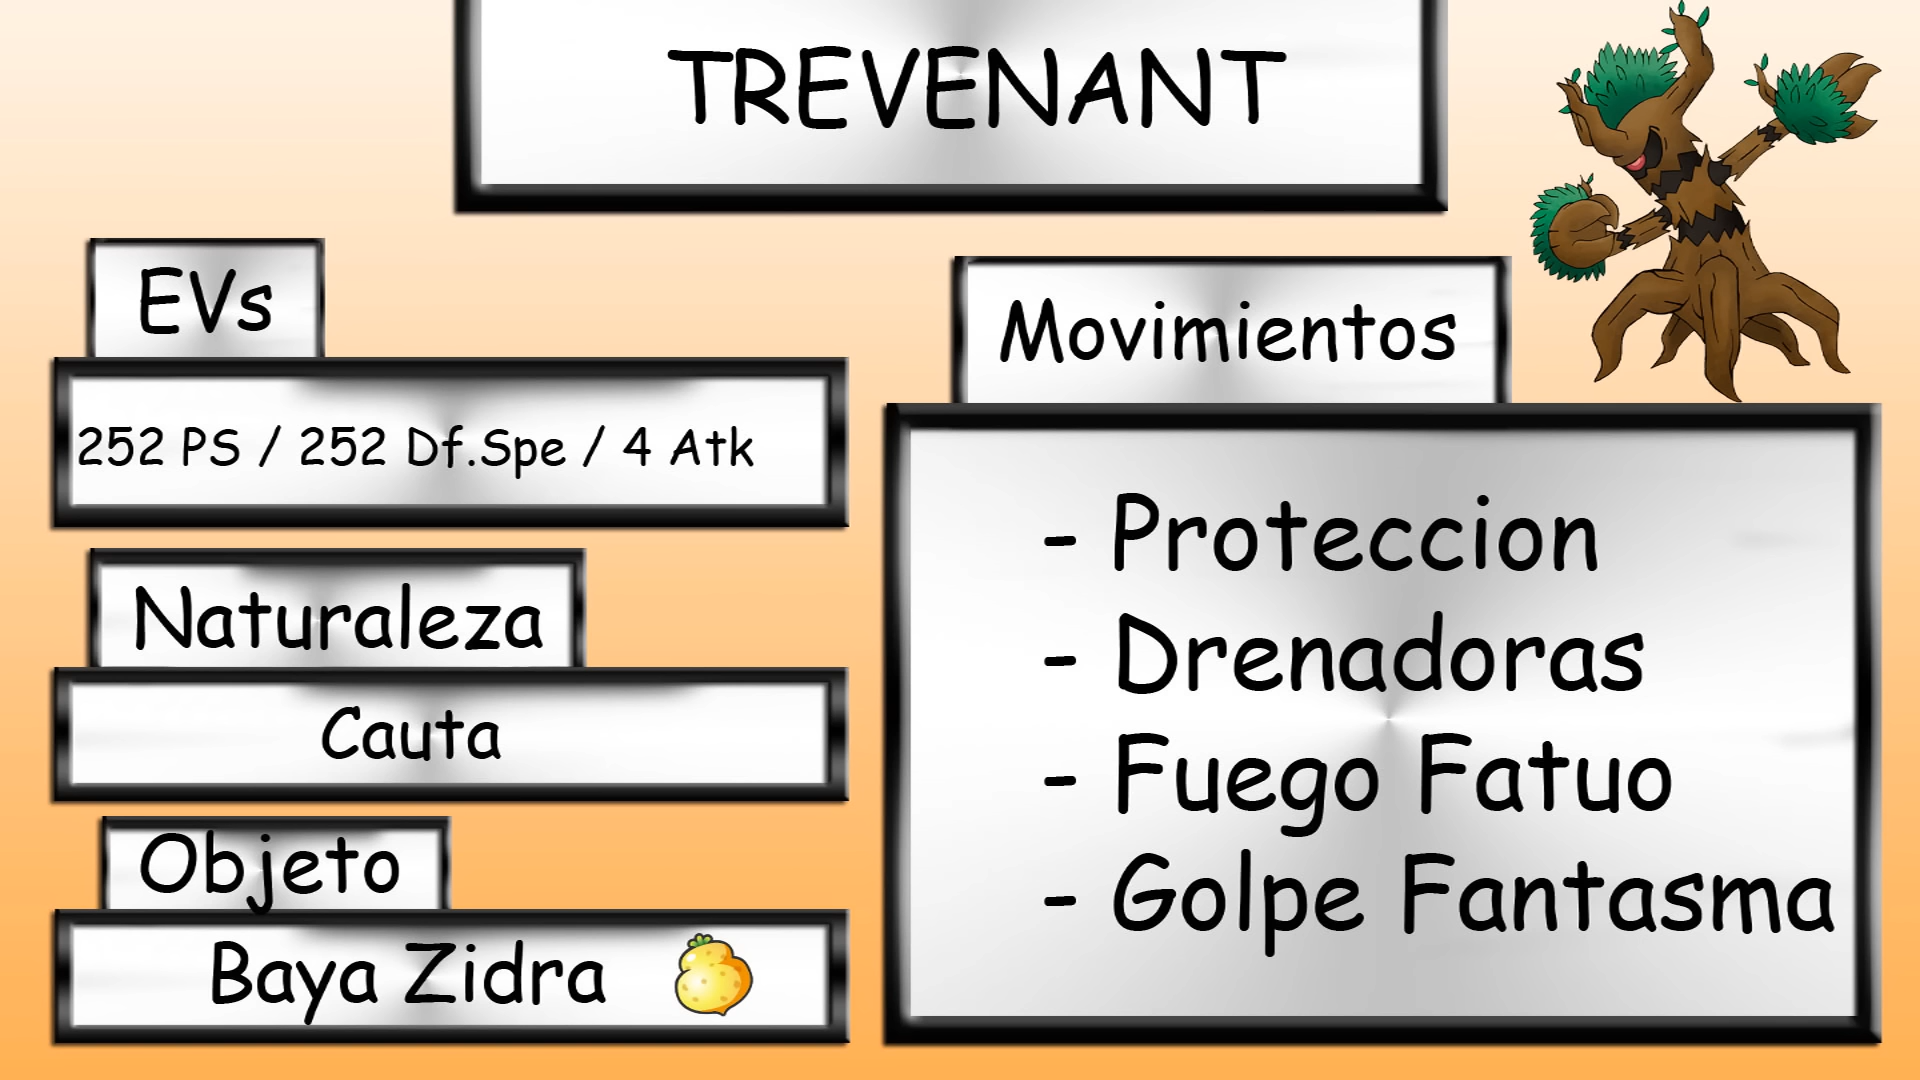 TREVENANT
EVs
252 PS / 252 Df.Spe / 4 Atk
Naturaleza
Cauta
Objeto
Baya Zidra
Movimientos
- Proteccion
- Drenadoras
- Fuego Fatuo
- Golpe Fantasma